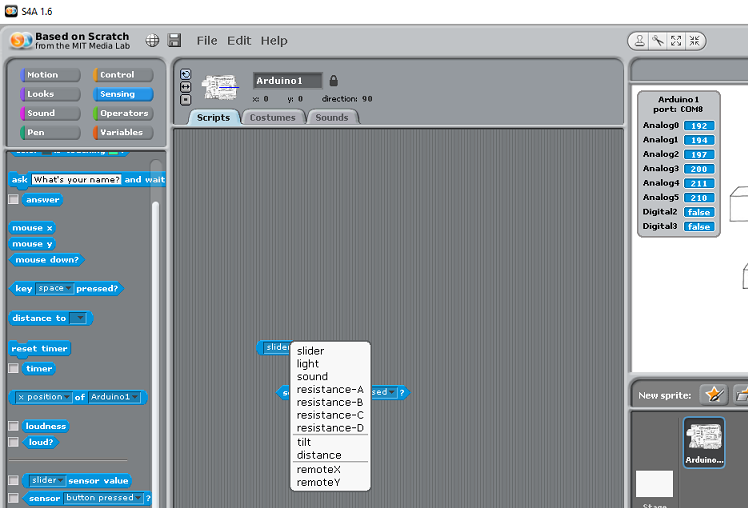 S4A 1.6
Based on Scratch
from the MIT Media Lab
File Edit Help
Motion Control
Looks Sensing
Sound Operators
Pen Variables
Arduino1
x: 0 y: 0 direction: 90
Scripts Costumes Sounds
ask What's your name? and wait
answer
mouse x
mouse y
mouse down?
key space pressed?
distance to
reset timer
timer
x position of Arduino1
loudness
loud?
slider sensor value
sensor button pressed ?
slider
slider
light
sound
resistance-A
resistance-B
resistance-C
resistance-D
tilt
distance
remoteX
remoteY
?
Arduino1
port: COM8
Analog0 192
Analog1 194
Analog2 197
Analog3 200
Analog4 211
Analog5 210
Digital2 false
Digital3 false
New sprite:
Arduino...
Stage